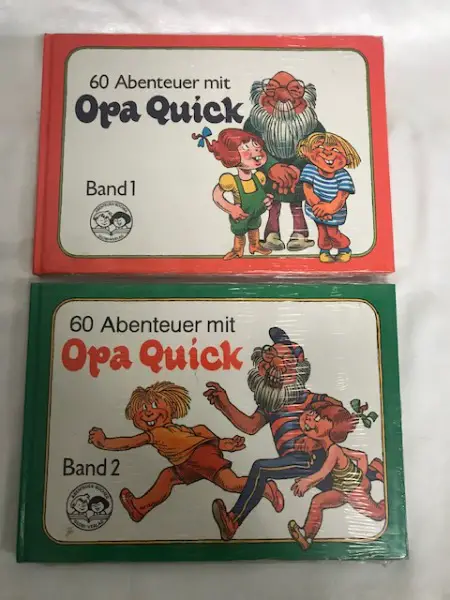 60 Abenteuer mit
Opa Quick
Band 1
60 Abenteuer mit
Opa Quick
Band 2